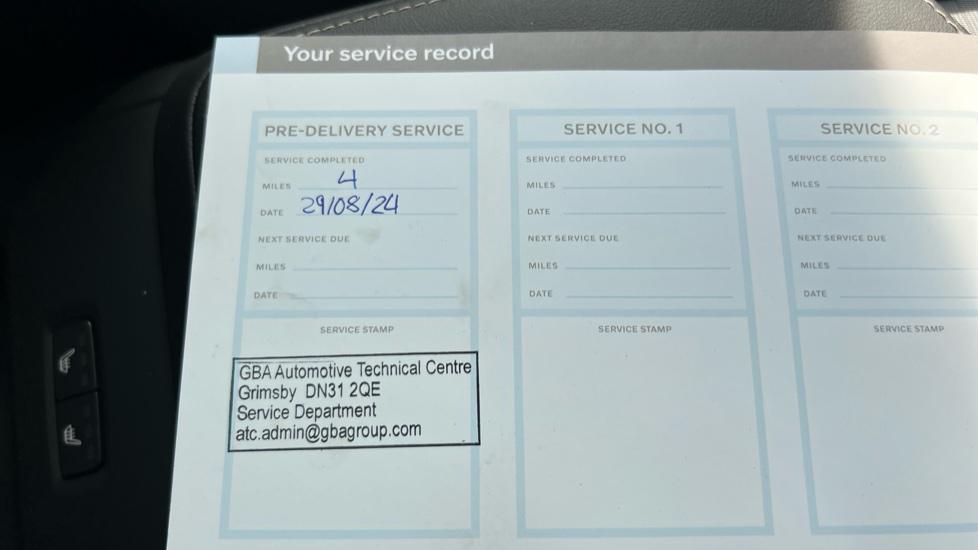 Your service record
PRE-DELIVERY SERVICE
SERVICE COMPLETED
MILES 4
DATE 29/08/24
NEXT SERVICE DUE
MILES
DATE
SERVICE STAMP
GBA Automotive Technical Centre
Grimsby DN31 2QE
Service Department
atc.admin@gbagroup.com
SERVICE NO. 1
SERVICE COMPLETED
MILES
DATE
NEXT SERVICE DUE
MILES
DATE
SERVICE STAMP
SERVICE NO. 2
SERVICE COMPLETED
MILES
DATE
NEXT SERVICE DUE
MILES
DATE
SERVICE STAMP